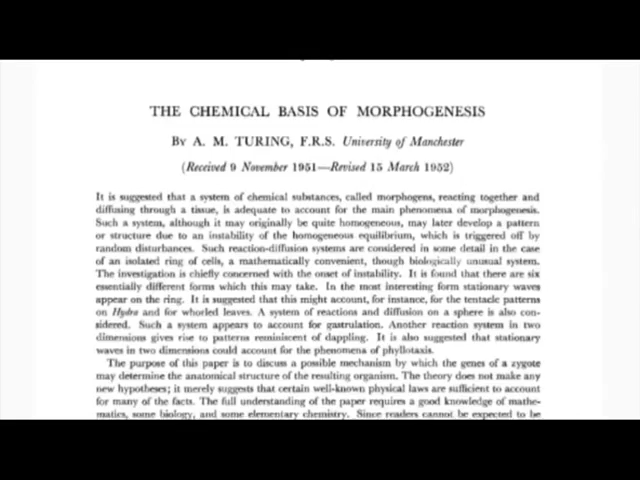 THE CHEMICAL BASIS OF MORPHOGENESIS
By A. M. TURING, F.R.S. University of Manchester
(Received 9 November 1951—Revised 15 March 1952)
It is suggested that a system of chemical substances, called morphogens, reacting together and
diffusing through a tissue, is adequate to account for the main phenomena of morphogenesis.
Such a system, although it may originally be quite homogeneous, may later develop a pattern
or structure due to an instability of the homogeneous equilibrium, which is triggered off by
random disturbances. Such reaction-diffusion systems are considered in some detail in the case
of an isolated ring of cells, a mathematically convenient, though biologically unusual system.
The investigation is chiefly concerned with the onset of instability. It is found that there are six
essentially different forms which this may take. In the most interesting form stationary waves
appear on the ring. It is suggested that this might account, for instance, for the tentacle patterns
on Hydra and for whorled leaves. A system of reactions and diffusion on a sphere is also con-
sidered. Such a system appears to account for gastrulation. Another reaction system in two
dimensions gives rise to patterns reminiscent of dappling. It is also suggested that stationary
waves in two dimensions could account for the phenomena of phyllotaxis.
The purpose of this paper is to discuss a possible mechanism by which the genes of a zygote
may determine the anatomical structure of the resulting organism. The theory does not make any
new hypotheses; it merely suggests that certain well-known physical laws are sufficient to account
for many of the facts. The full understanding of the paper requires a good knowledge of mathe-
matics, some biology, and some elementary chemistry. Since readers cannot be expected to be